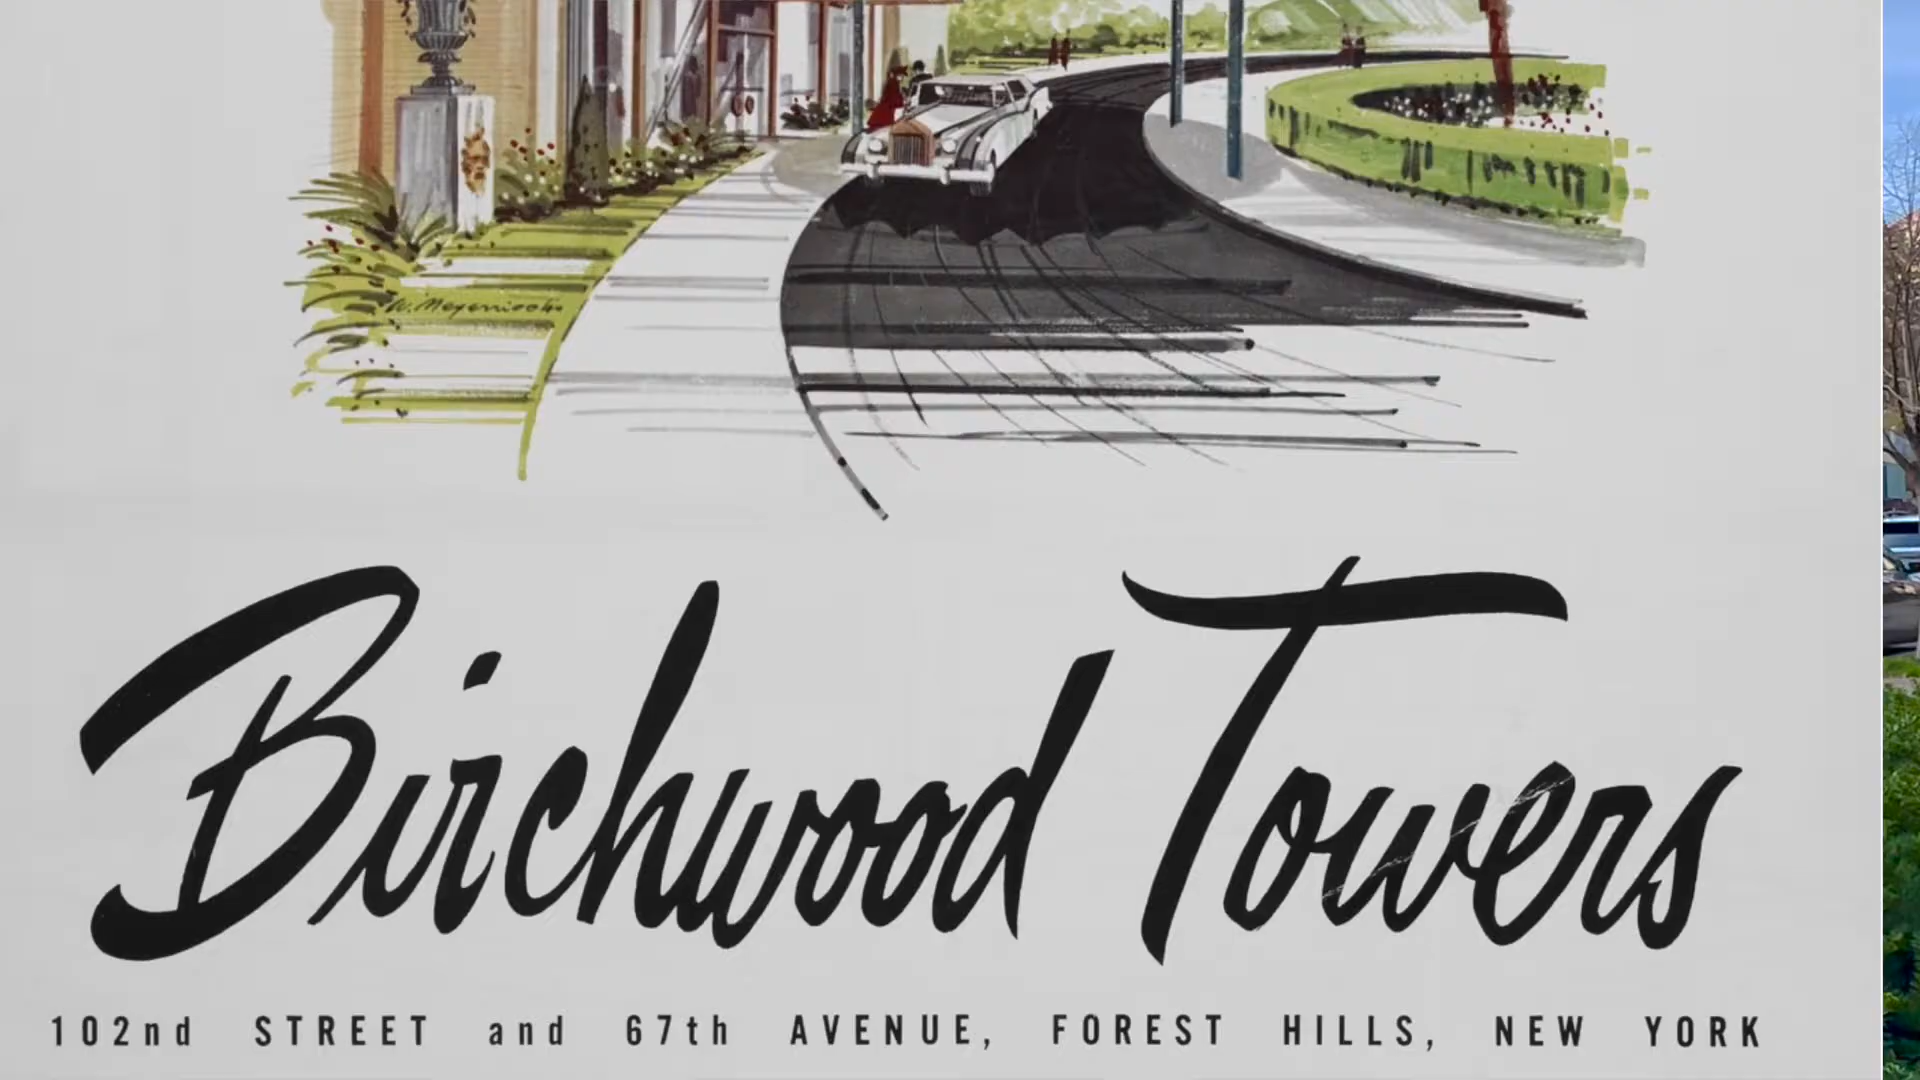 Birchwood Towers
102nd STREET and 67th AVENUE, FOREST HILLS, NEW YORK